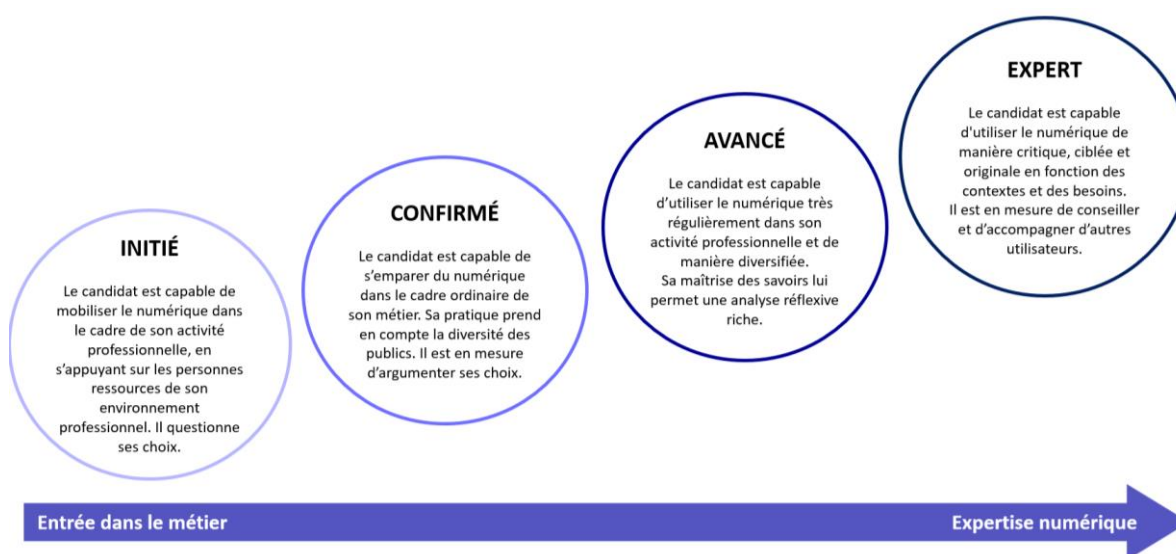 INITIÉ
Le candidat est capable de
mobiliser le numérique dans
le cadre de son activité
professionnelle, en
s’appuyant sur les personnes
ressources de son
environnement
professionnel. Il questionne
ses choix.
CONFIRMÉ
Le candidat est capable de
s’emparer du numérique
dans le cadre ordinaire de
son métier. Sa pratique prend
en compte la diversité des
publics. Il est en mesure
d’argumenter ses choix.
AVANCÉ
Le candidat est capable
d’utiliser le numérique très
régulièrement dans son
activité professionnelle et de
manière diversifiée.
Sa maîtrise des savoirs lui
permet une analyse réflexive
riche.
EXPERT
Le candidat est capable
d'utiliser le numérique de
manière critique, ciblée et
originale en fonction des
contextes et des besoins.
Il est en mesure de conseiller
et d’accompagner d’autres
utilisateurs.
Entrée dans le métier
Expertise numérique